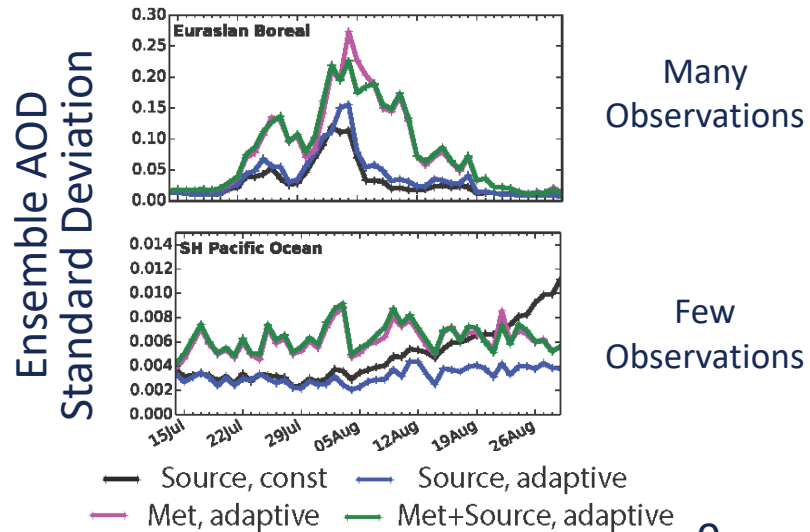 Ensemble AOD
Standard Deviation
0.30
0.25
0.20
0.15
0.10
0.05
0.00
Eurasian Boreal
Many
Observations
0.014
0.012
0.010
0.008
0.006
0.004
0.002
0.000
SH Pacific Ocean
Few
Observations
15Jul 22Jul 29Jul 05Aug 12Aug 19Aug 26Aug
Source, const Source, adaptive
Met, adaptive Met+Source, adaptive